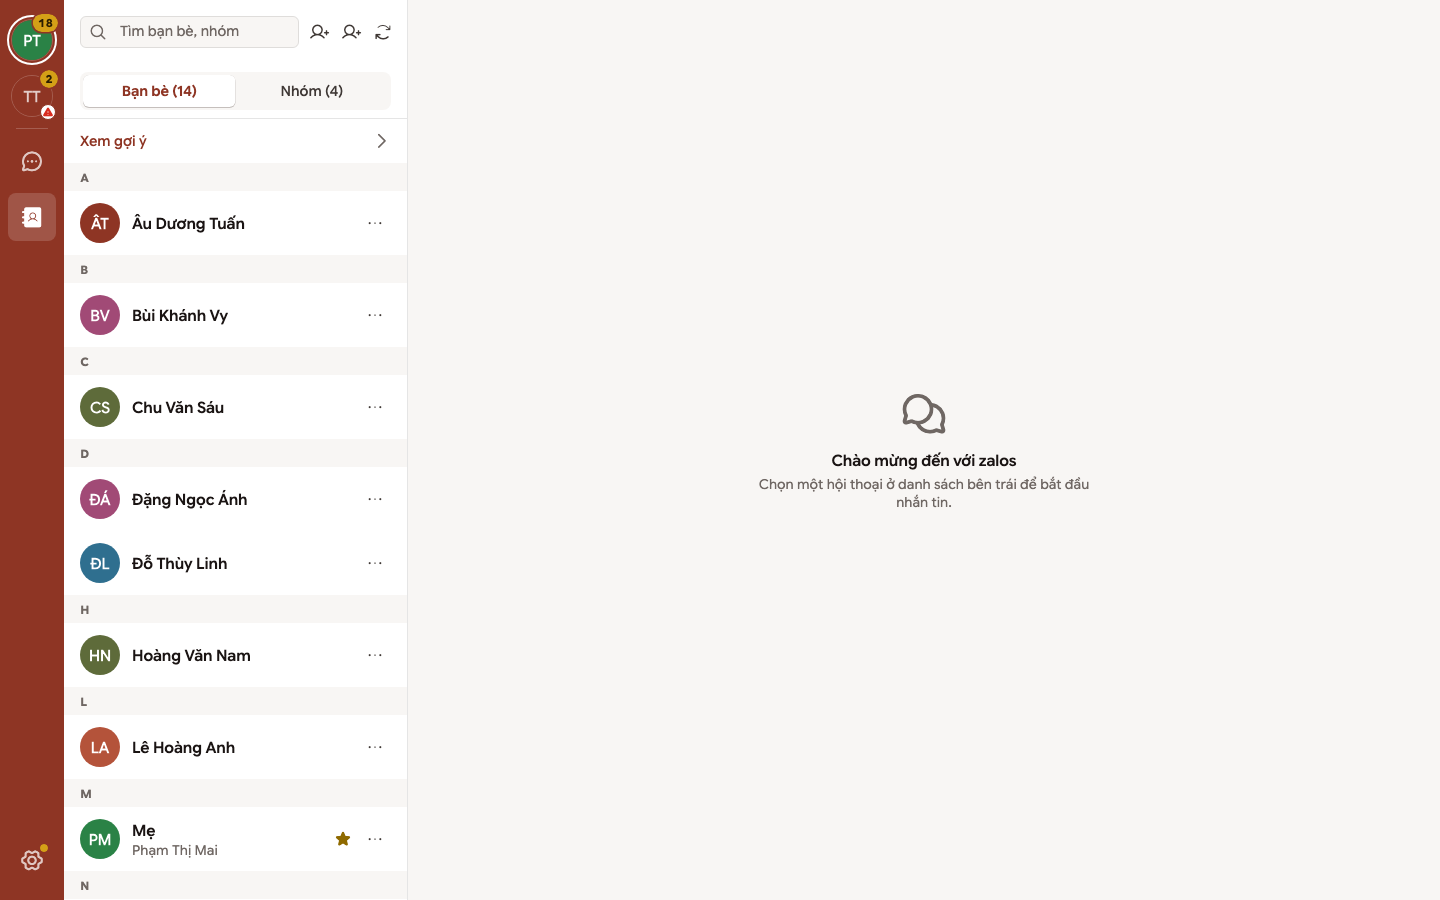 18
PT
2
TT
Tìm bạn bè, nhóm
Bạn bè (14)
Nhóm (4)
Xem gợi ý
A
ÂT
Âu Dương Tuấn
B
BV
Bùi Khánh Vy
C
CS
Chu Văn Sáu
D
ĐÁ
Đặng Ngọc Ánh
ĐL
Đỗ Thùy Linh
H
HN
Hoàng Văn Nam
L
LA
Lê Hoàng Anh
M
PM
Mẹ
Phạm Thị Mai
N
Chào mừng đến với zalos
Chọn một hội thoại ở danh sách bên trái để bắt đầu
nhắn tin.